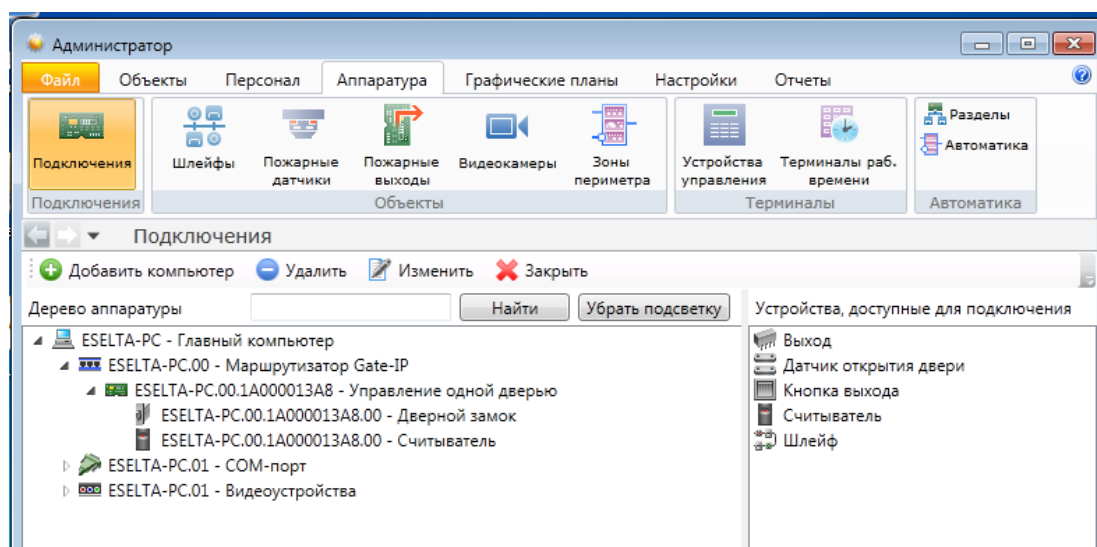 Администратор
Файл Объекты Персонал Аппаратура Графические планы Настройки Отчеты
Подключения Шлейфы Пожарные датчики Пожарные выходы Видеокамеры Зоны периметра Устройства управления Терминалы раб. времени Разделы Автоматика
Подключения Объекты Терминалы Автоматика
Подключения
Добавить компьютер Удалить Изменить Закрыть
Дерево аппаратуры Найти Убрать подсветку Устройства, доступные для подключения
ESELTA-PC - Главный компьютер
ESELTA-PC.00 - Маршрутизатор Gate-IP
ESELTA-PC.00.1A000013A8 - Управление одной дверью
ESELTA-PC.00.1A000013A8.00 - Дверной замок
ESELTA-PC.00.1A000013A8.00 - Считыватель
ESELTA-PC.01 - COM-порт
ESELTA-PC.01 - Видеоустройства
Выход
Датчик открытия двери
Кнопка выхода
Считыватель
Шлейф